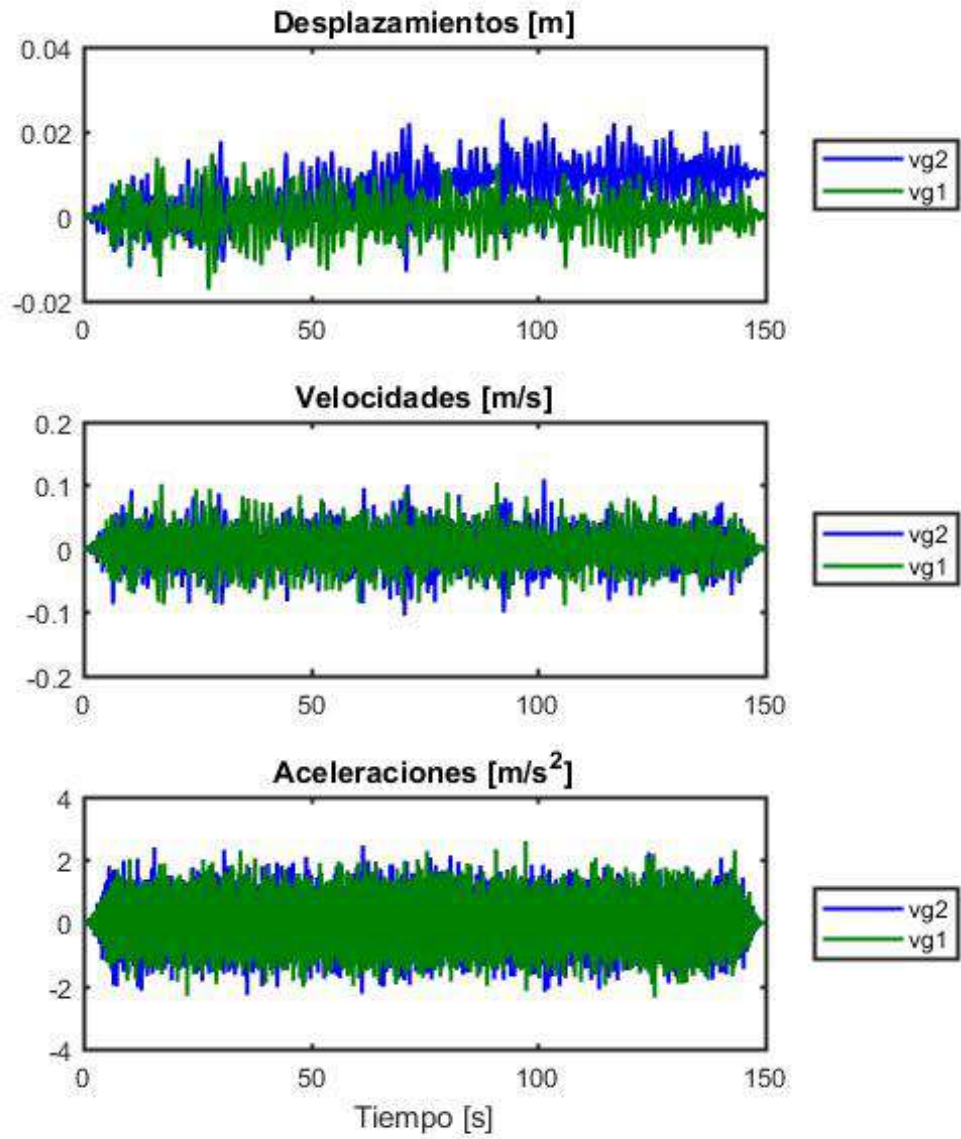 Desplazamientos [m]
0.04
0.02
0
-0.02
0 50 100 150
vg2
vg1
Velocidades [m/s]
0.2
0.1
0
-0.1
-0.2
0 50 100 150
vg2
vg1
Aceleraciones [m/s²]
4
2
0
-2
-4
0 50 100 150
vg2
vg1
Tiempo [s]